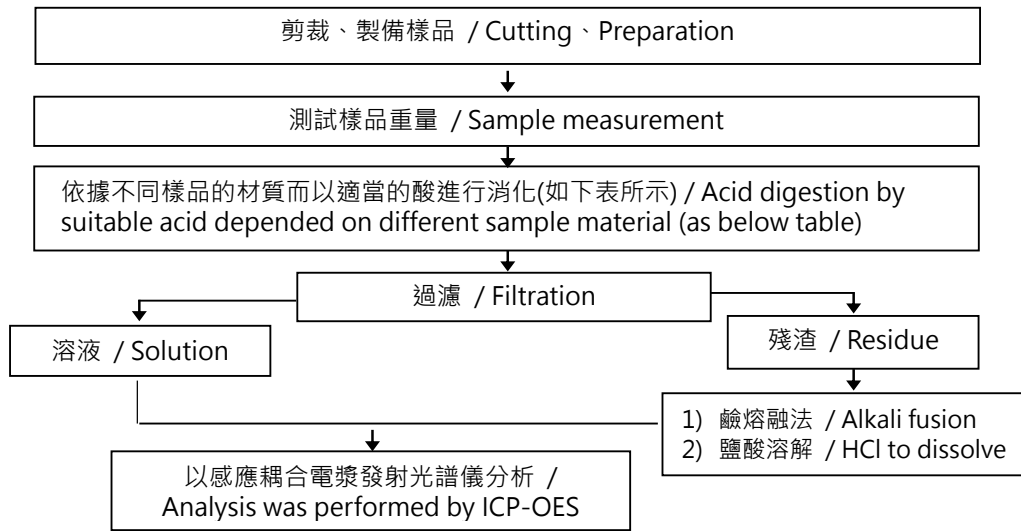 剪裁、製備樣品 / Cutting、Preparation
測試樣品重量 / Sample measurement
依據不同樣品的材質而以適當的酸進行消化(如下表所示) / Acid digestion by
suitable acid depended on different sample material (as below table)
過濾 / Filtration
溶液 / Solution
殘渣 / Residue
1) 鹼熔融法 / Alkali fusion
2) 鹽酸溶解 / HCl to dissolve
以感應耦合電漿發射光譜儀分析 /
Analysis was performed by ICP-OES